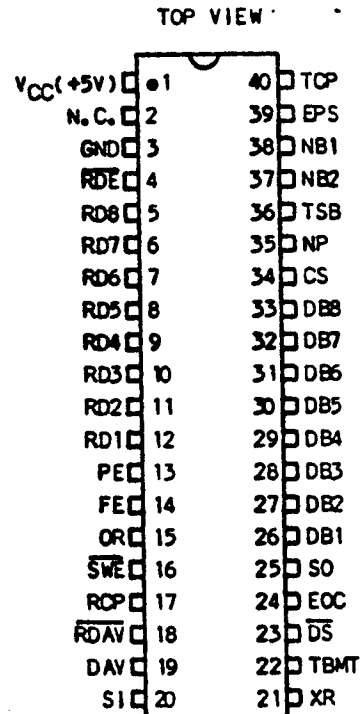 TOP VIEW
VCC(+5V) 1 40 TCP
N.C. 2 39 EPS
GND 3 38 NB1
RDE 4 37 NB2
RD8 5 36 TSB
RD7 6 35 NP
RD6 7 34 CS
RD5 8 33 DB8
RD4 9 32 DB7
RD3 10 31 DB6
RD2 11 30 DB5
RD1 12 29 DB4
PE 13 28 DB3
FE 14 27 DB2
OR 15 26 DB1
SWE 16 25 SO
RCP 17 24 EOC
RDAV 18 23 DS
DAV 19 22 TBMT
SI 20 21 XR